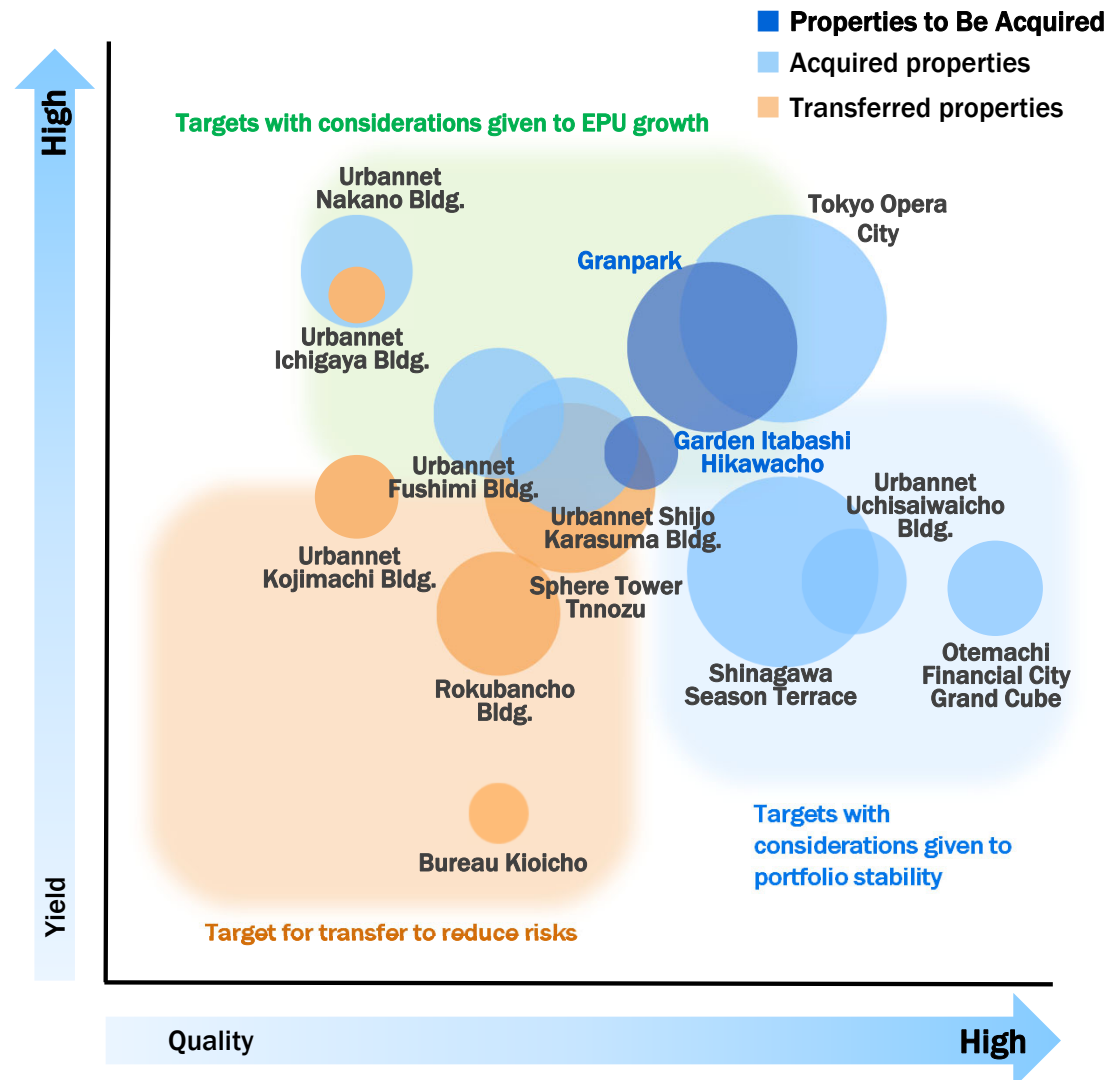 Properties to Be Acquired
Acquired properties
Transferred properties
High
Targets with considerations given to EPU growth
Urbannet
Nakano Bldg.
Tokyo Opera
City
Granpark
Urbannet
Ichigaya Bldg.
Garden Itabashi
Hikawacho
Urbannet
Fushimi Bldg.
Urbannet
Uchisaiwaicho
Bldg.
Urbannet Shijo
Karasuma Bldg.
Urbannet
Kojimachi Bldg.
Sphere Tower
Tnnozu
Otemachi
Financial City
Grand Cube
Shinagawa
Season Terrace
Rokubancho
Bldg.
Targets with
considerations given to
portfolio stability
Bureau Kioicho
Yield
Target for transfer to reduce risks
Quality
High